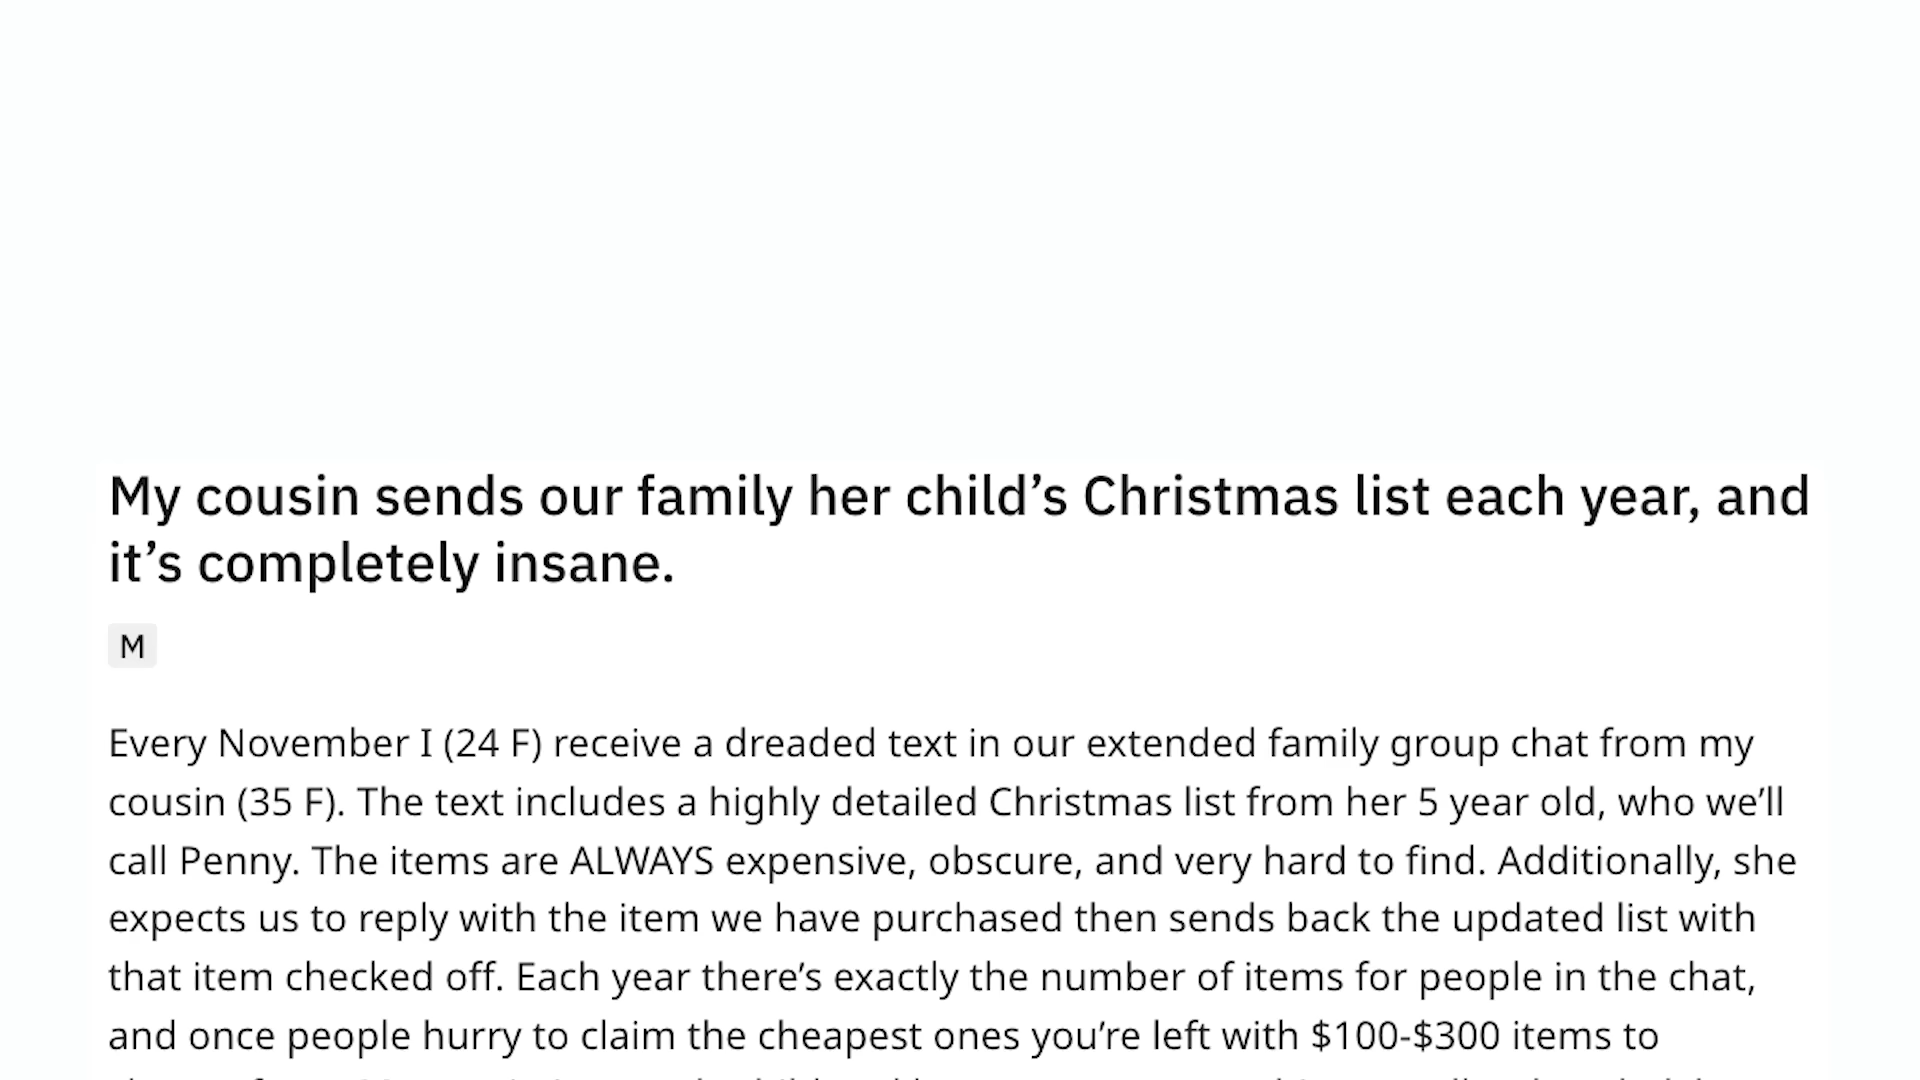 My cousin sends our family her child’s Christmas list each year, and
it’s completely insane.
M
Every November I (24 F) receive a dreaded text in our extended family group chat from my
cousin (35 F). The text includes a highly detailed Christmas list from her 5 year old, who we’ll
call Penny. The items are ALWAYS expensive, obscure, and very hard to find. Additionally, she
expects us to reply with the item we have purchased then sends back the updated list with
that item checked off. Each year there’s exactly the number of items for people in the chat,
and once people hurry to claim the cheapest ones you’re left with $100-$300 items to